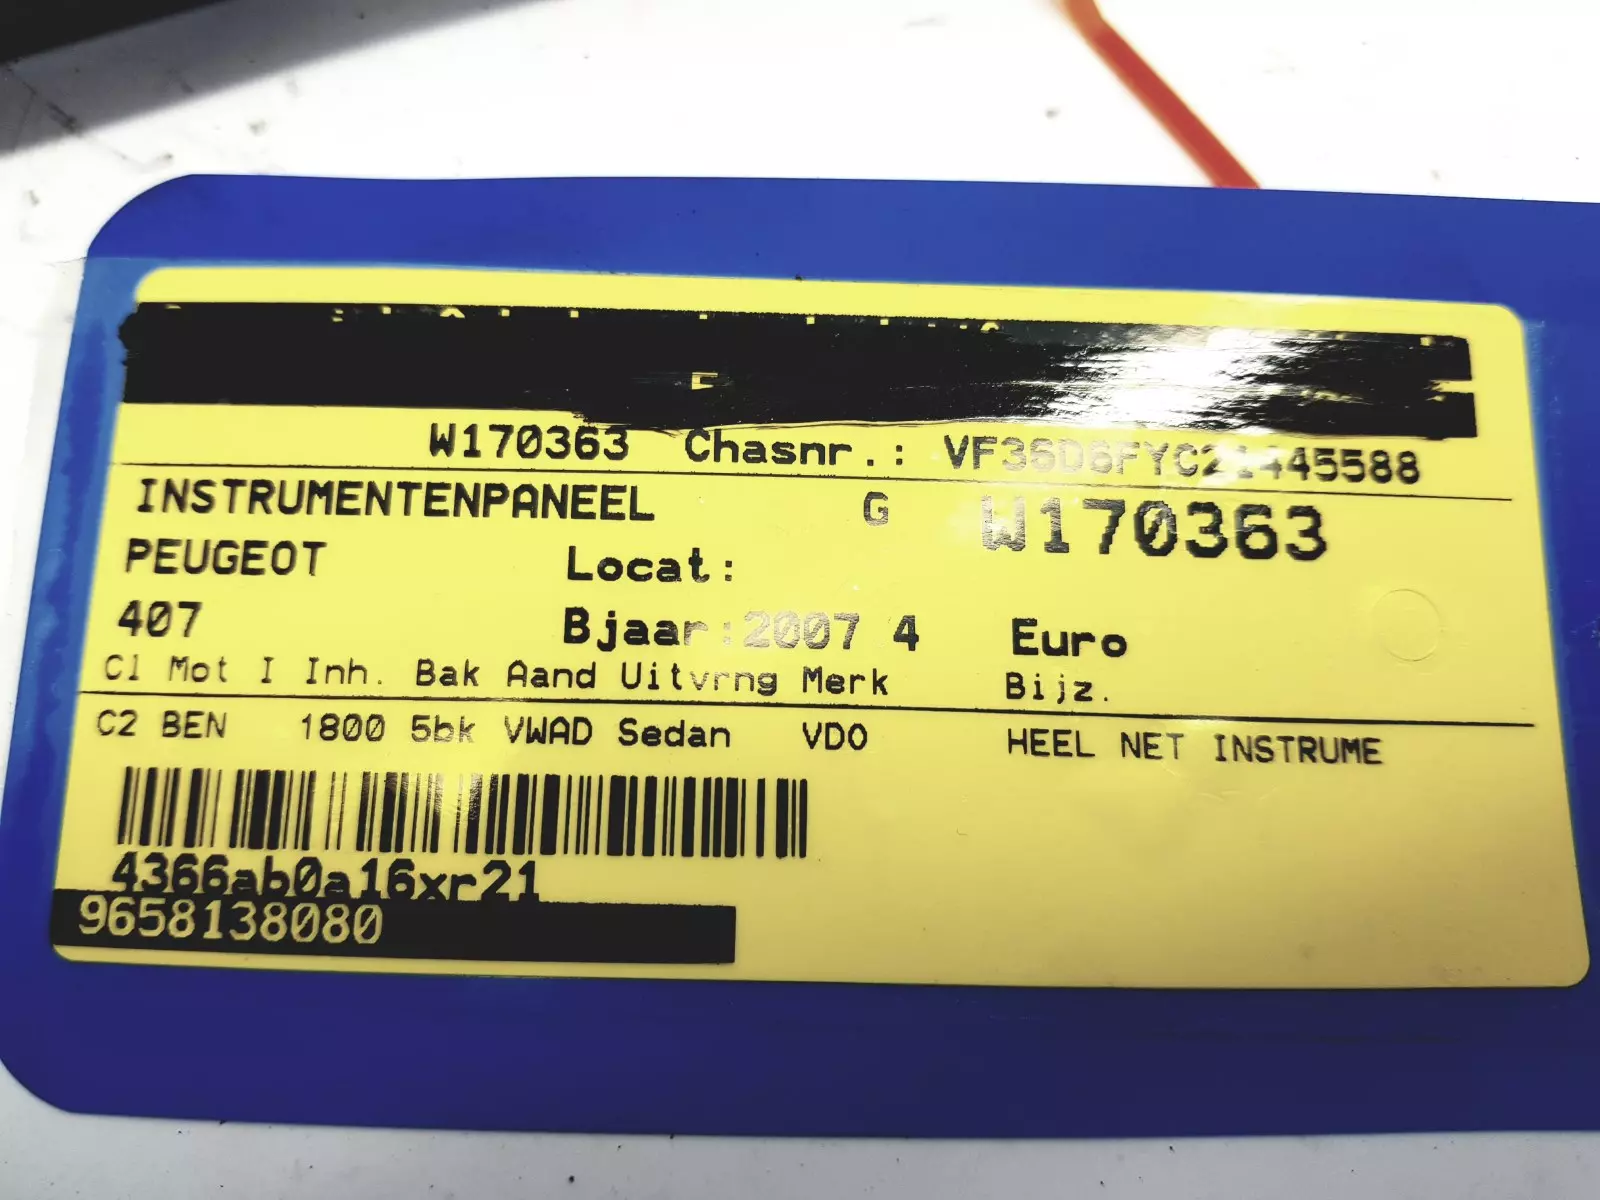 W170363 Chasnr.: VF36D6FYC21445588
INSTRUMENTENPANEEL G W170363
PEUGEOT Locat:
407 Bjaar:2007 4 Euro
Cl Mot I Inh. Bak Aand Uitvrng Merk Bijz.
C2 BEN 1800 5bk VWAD Sedan VDO HEEL NET INSTRUME
4366ab0a16xr21
9658138080